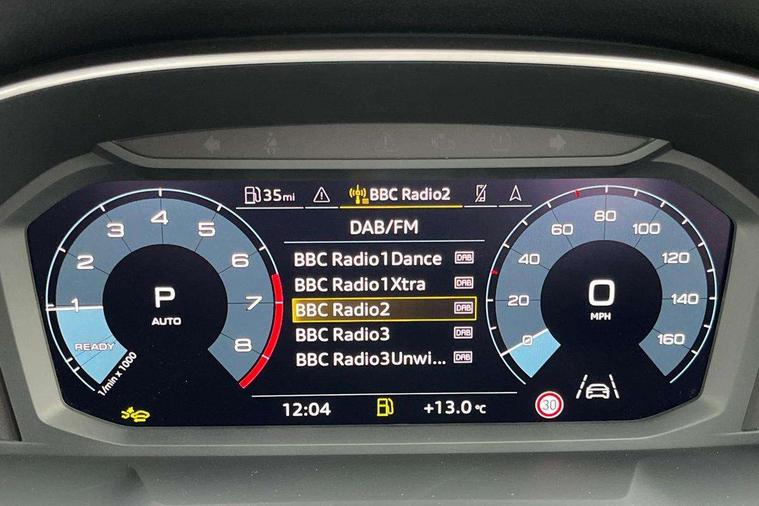 35mi
BBC Radio2
DAB/FM
BBC Radio1Dance DAB
BBC Radio1Xtra DAB
BBC Radio2 DAB
BBC Radio3 DAB
BBC Radio3Unwi... DAB
12:04
+13.0 °C
READY
1
2
3
4
5
6
7
8
1/min x 1000
P
AUTO
0
20
40
60
80
100
120
140
160
0
MPH
30